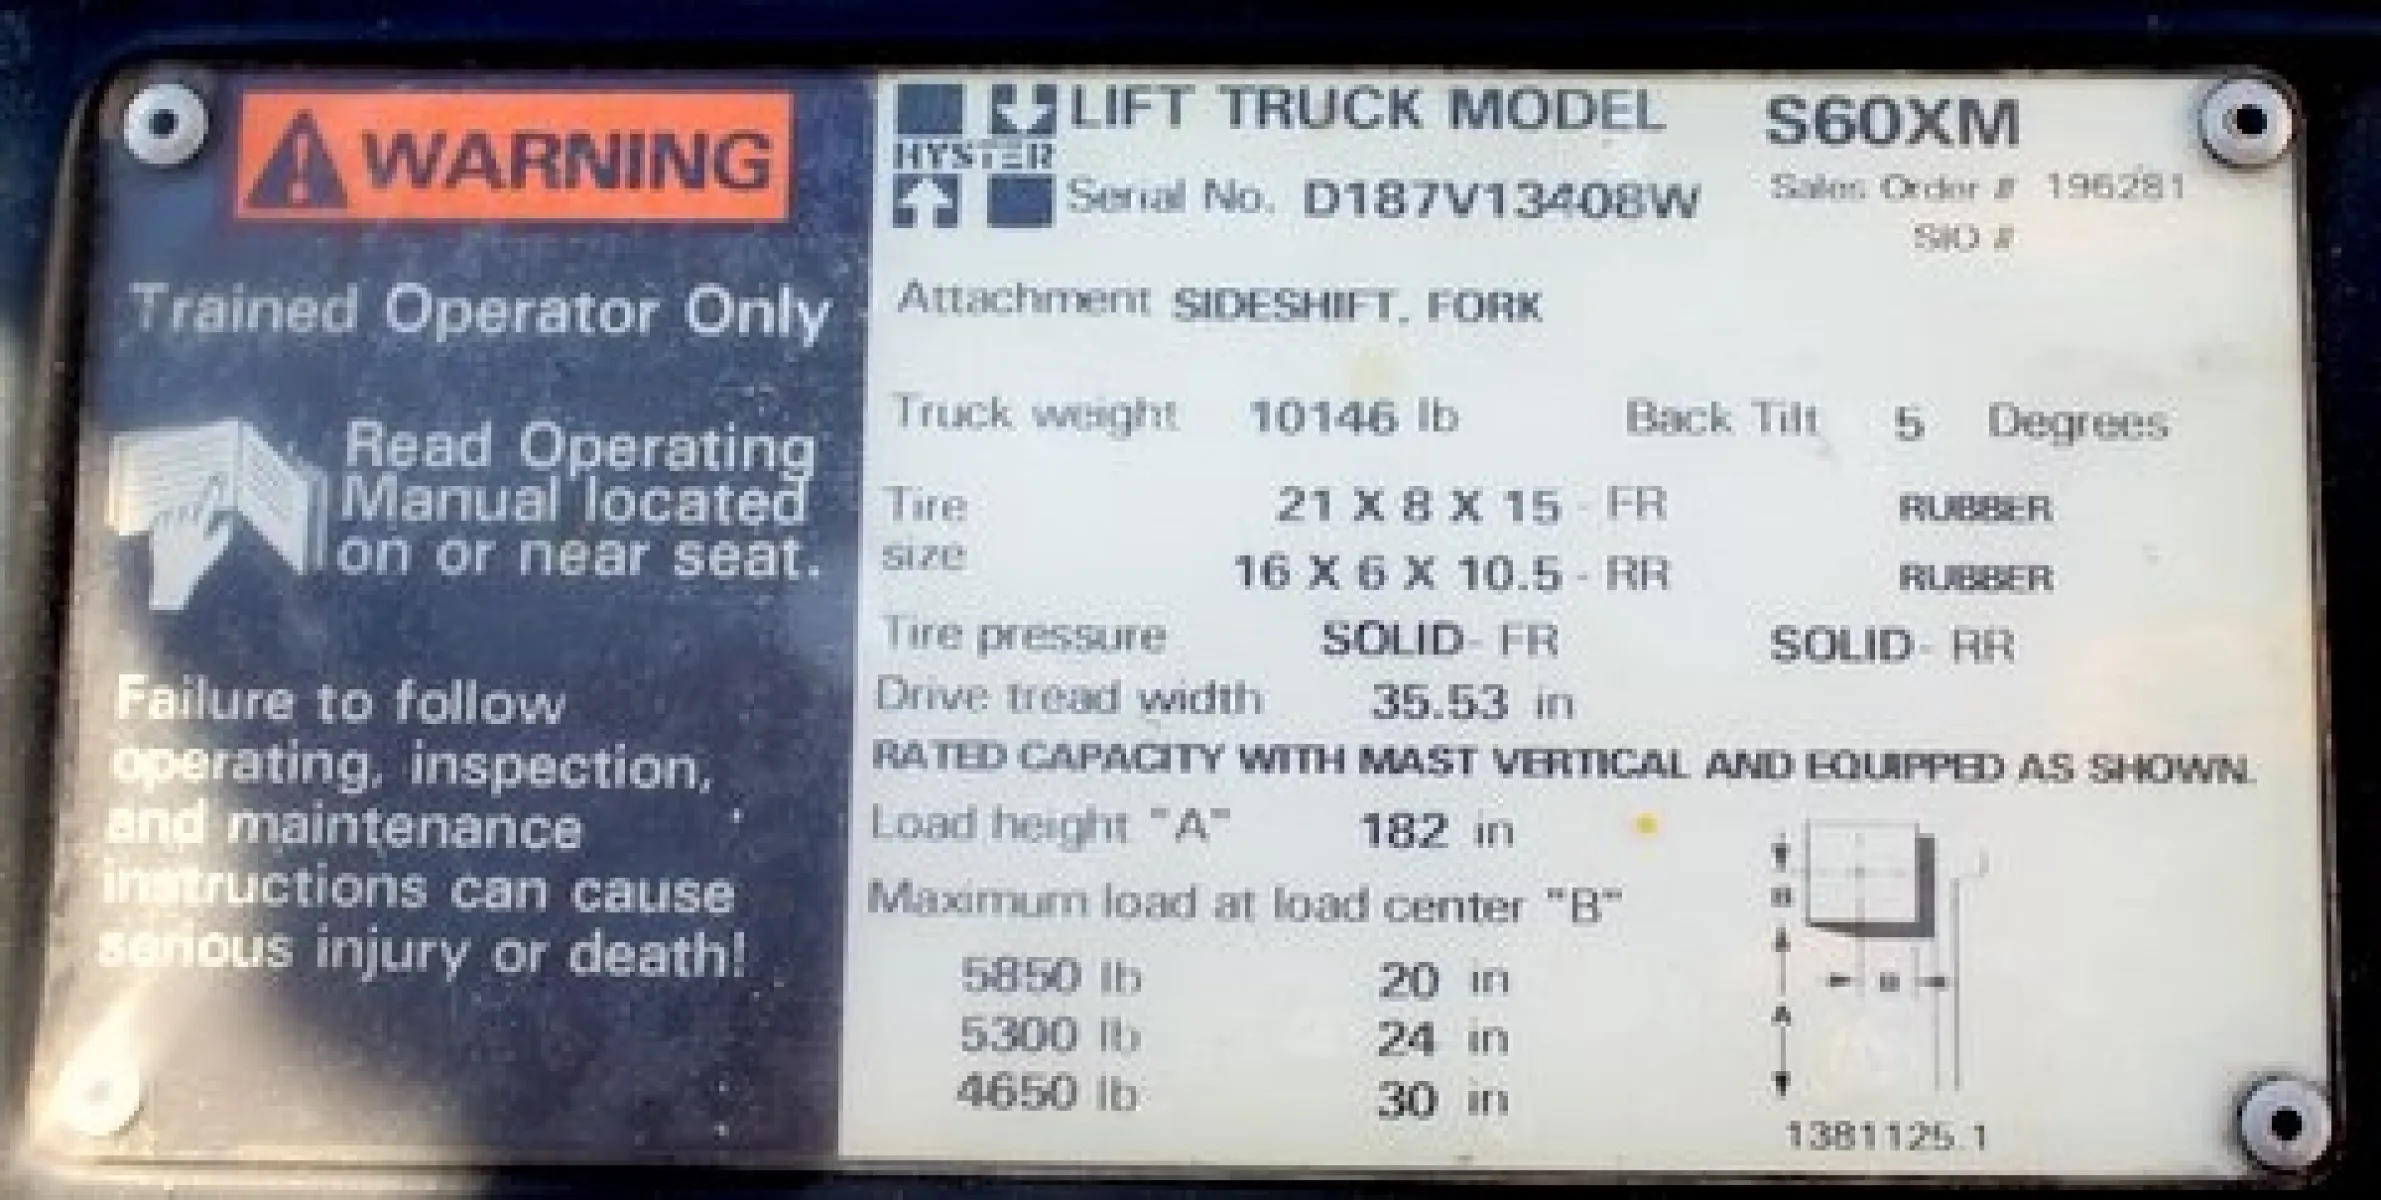 WARNING
Trained Operator Only
Read Operating
Manual located
on or near seat.
Failure to follow
operating, inspection,
and maintenance
instructions can cause
serious injury or death!
HYSTER
LIFT TRUCK MODEL S60XM
Serial No. D187V13408W Sales Order # 196281
SIO #
Attachment SIDESHIFT, FORK
Truck weight 10146 lb Back Tilt 5 Degrees
Tire size 21 X 8 X 15 - FR RUBBER
16 X 6 X 10.5 - RR RUBBER
Tire pressure SOLID - FR SOLID - RR
Drive tread width 35.53 in
RATED CAPACITY WITH MAST VERTICAL AND EQUIPPED AS SHOWN.
Load height "A" 182 in
Maximum load at load center "B"
5850 lb 20 in
5300 lb 24 in
4650 lb 30 in
B
B
A
1381125.1